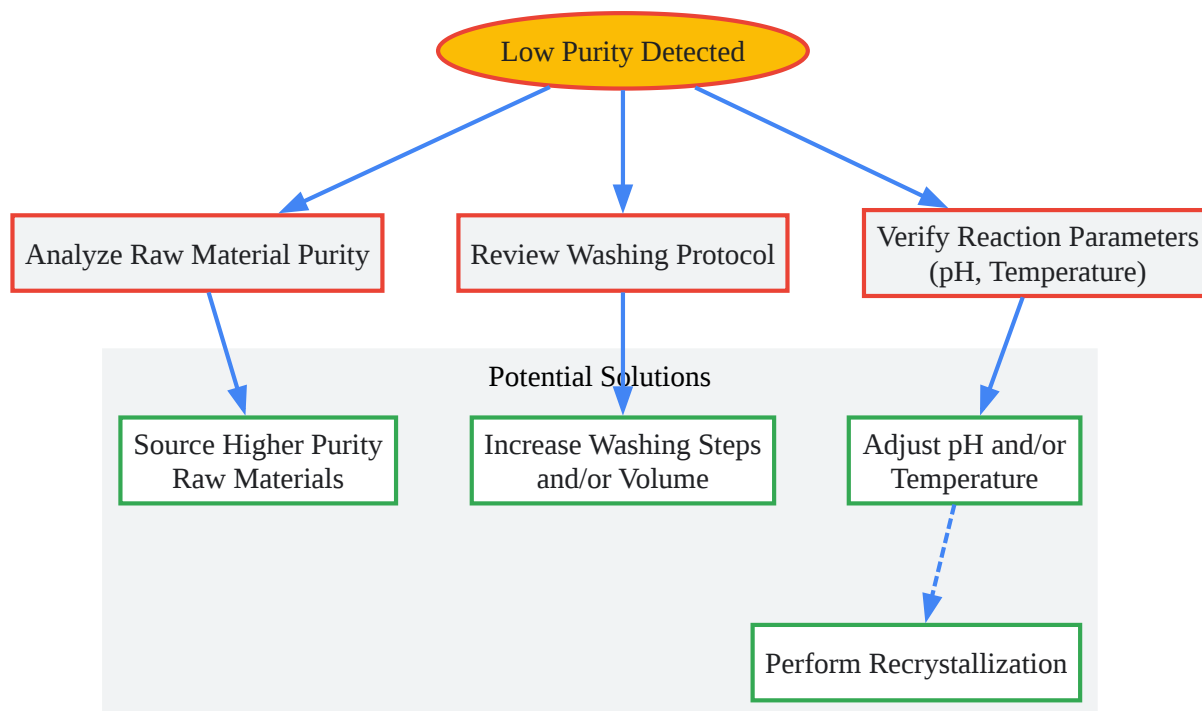 Low Purity Detected
Analyze Raw Material Purity
Review Washing Protocol
Verify Reaction Parameters
(pH, Temperature)
Potential Solutions
Source Higher Purity
Raw Materials
Increase Washing Steps
and/or Volume
Adjust pH and/or
Temperature
Perform Recrystallization